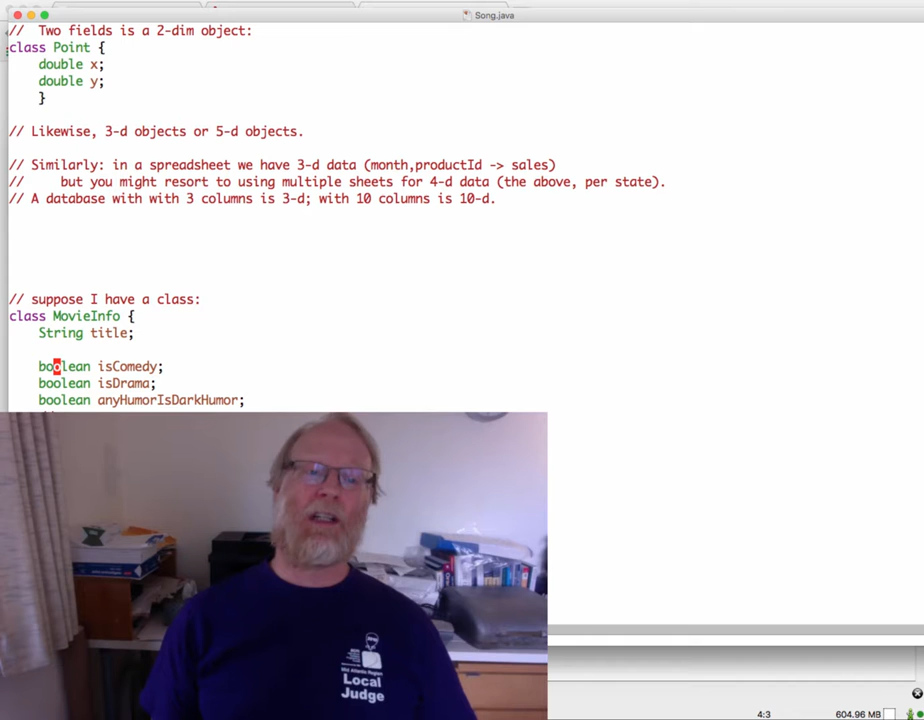 Song.java
// Two fields is a 2-dim object:
class Point {
double x;
double y;
}
// Likewise, 3-d objects or 5-d objects.
// Similarly: in a spreadsheet we have 3-d data (month,productId -> sales)
// but you might resort to using multiple sheets for 4-d data (the above, per state).
// A database with with 3 columns is 3-d; with 10 columns is 10-d.
// suppose I have a class:
class MovieInfo {
String title;
boolean isComedy;
boolean isDrama;
boolean anyHumorIsDarkHumor;
Mid Atlantic Region
Local
Judge
4:3
604.96 MB